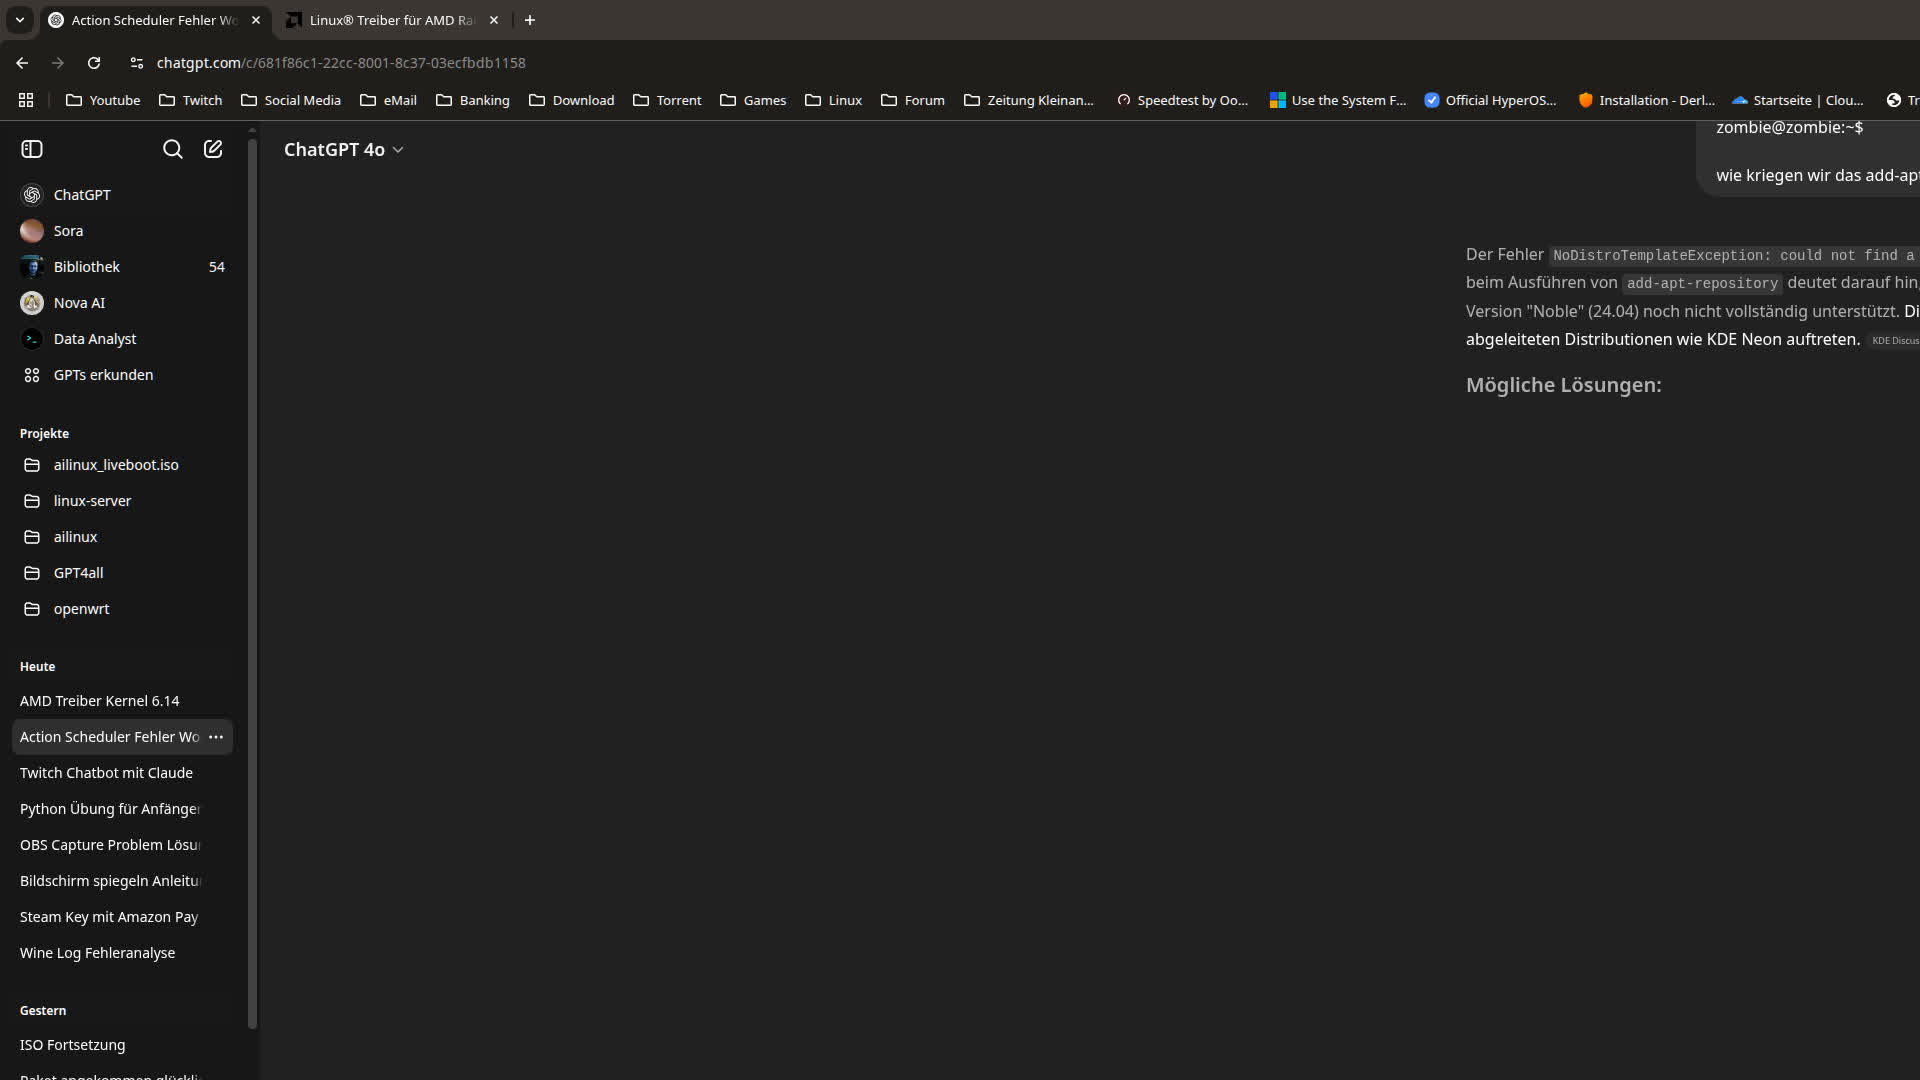 Action Scheduler Fehler Wo
Linux® Treiber für AMD Ra
chatgpt.com/c/681f86c1-22cc-8001-8c37-03ecfbdb1158
Youtube Twitch Social Media eMail Banking Download Torrent Games Linux Forum Zeitung Kleinan... Speedtest by Oo... Use the System F... Official HyperOS... Installation - Derl... Startseite | Clou... Tr
ChatGPT 4o
ChatGPT
Sora
Bibliothek 54
Nova AI
Data Analyst
GPTs erkunden
Projekte
ailinux_liveboot.iso
linux-server
ailinux
GPT4all
openwrt
Heute
AMD Treiber Kernel 6.14
Action Scheduler Fehler Wo
Twitch Chatbot mit Claude
Python Übung für Anfänger
OBS Capture Problem Lösu
Bildschirm spiegeln Anleitu
Steam Key mit Amazon Pay
Wine Log Fehleranalyse
Gestern
ISO Fortsetzung
Paket angekommen glückli
zombie@zombie:~$
wie kriegen wir das add-apt
Der Fehler NoDistroTemplateException: could not find a
beim Ausführen von add-apt-repository deutet darauf hin,
Version "Noble" (24.04) noch nicht vollständig unterstützt. Di
abgeleiteten Distributionen wie KDE Neon auftreten. KDE Discus
Mögliche Lösungen: